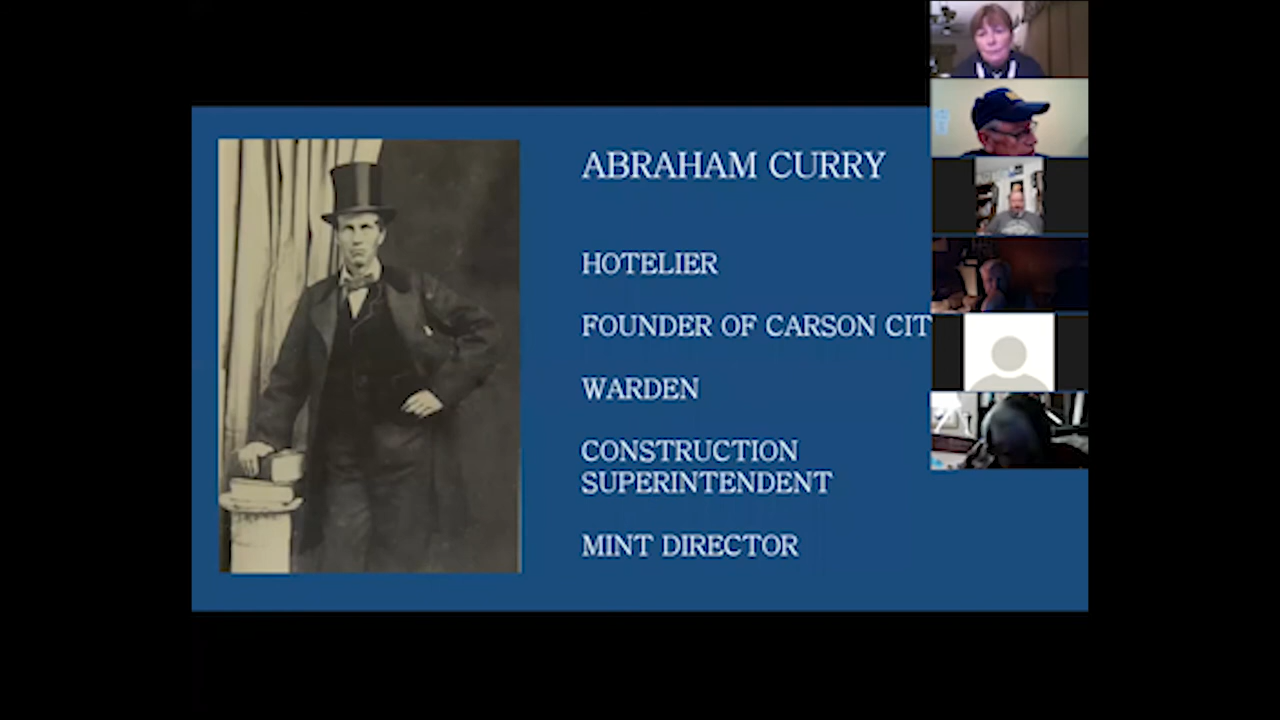 ABRAHAM CURRY
HOTELIER
FOUNDER OF CARSON CIT
WARDEN
CONSTRUCTION
SUPERINTENDENT
MINT DIRECTOR